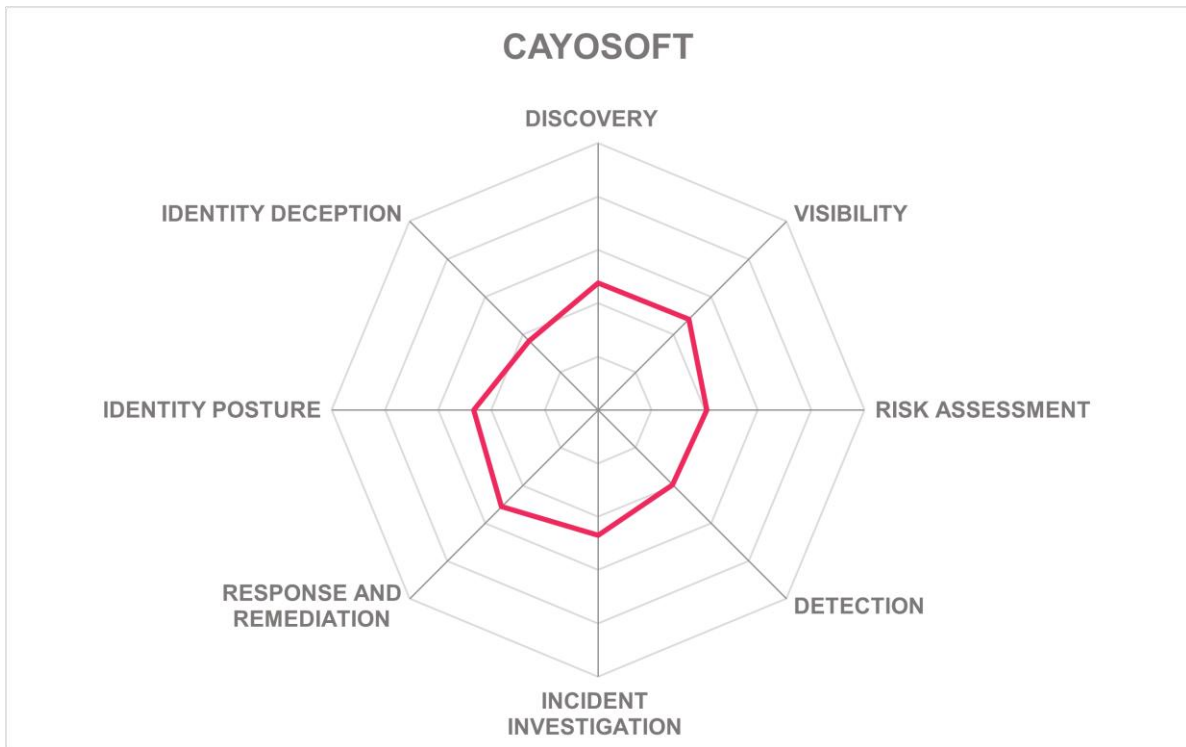 CAYOSOFT
DISCOVERY
IDENTITY DECEPTION
VISIBILITY
IDENTITY POSTURE
RISK ASSESSMENT
RESPONSE AND
REMEDIATION
DETECTION
INCIDENT
INVESTIGATION